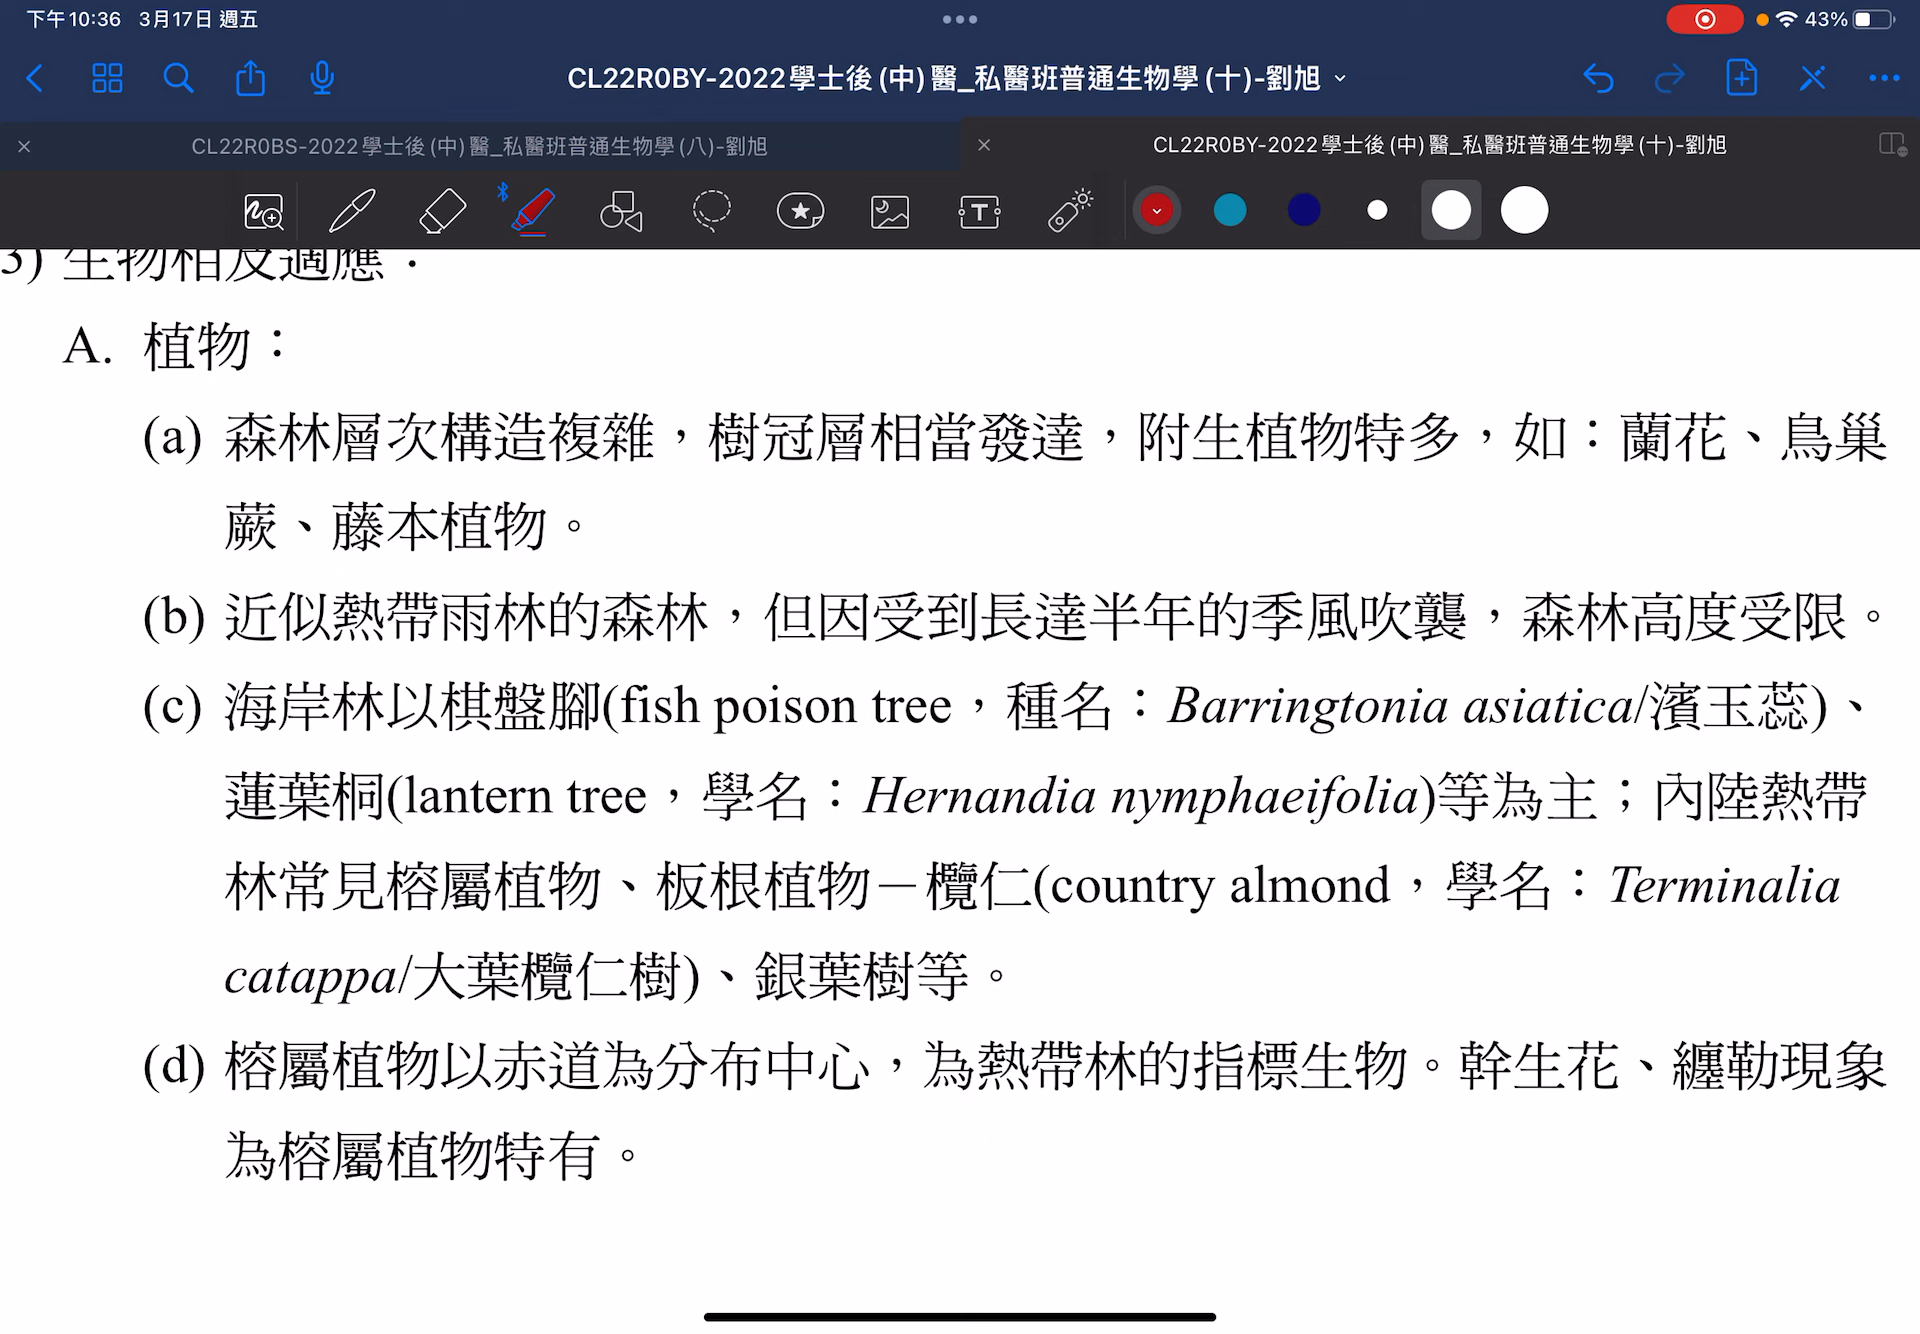 下午10:36 3月17日 週五
43%
CL22R0BY-2022學士後(中)醫_私醫班普通生物學(十)-劉旭
CL22R0BS-2022學士後(中)醫_私醫班普通生物學(八)-劉旭
CL22R0BY-2022學士後(中)醫_私醫班普通生物學(十)-劉旭
3) 生物相及適應：
A. 植物：
(a) 森林層次構造複雜，樹冠層相當發達，附生植物特多，如：蘭花、鳥巢
蕨、藤本植物。
(b) 近似熱帶雨林的森林，但因受到長達半年的季風吹襲，森林高度受限。
(c) 海岸林以棋盤腳(fish poison tree，種名：Barringtonia asiatica/濱玉蕊)、
蓮葉桐(lantern tree，學名：Hernandia nymphaeifolia)等為主；內陸熱帶
林常見榕屬植物、板根植物－欖仁(country almond，學名：Terminalia
catappa/大葉欖仁樹)、銀葉樹等。
(d) 榕屬植物以赤道為分布中心，為熱帶林的指標生物。幹生花、纏勒現象
為榕屬植物特有。